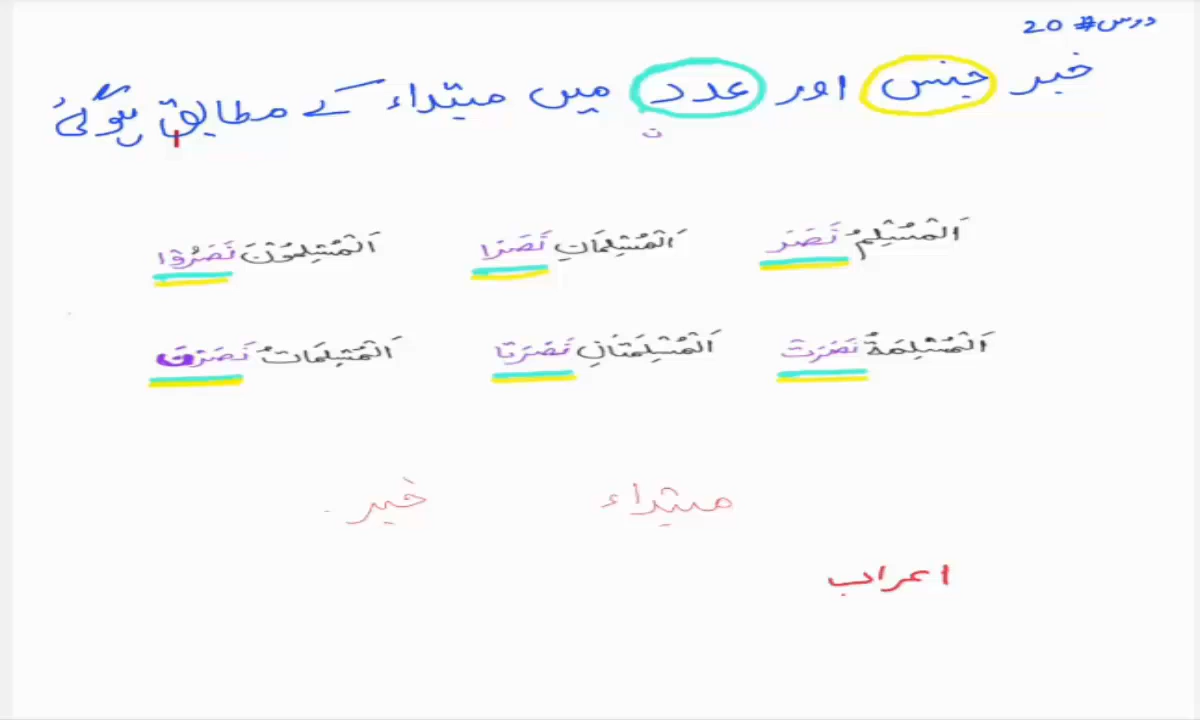 درس# 20
خبر جنس اور عدد میں مبتداء کے مطابق ہوگی
ن
اَلْمُسْلِمُ نَصَرَ اَلْمُسْلِمَانِ نَصَرَا اَلْمُسْلِمُوْنَ نَصَرُوْا
اَلْمُسْلِمَةُ نَصَرَتْ اَلْمُسْلِمَتَانِ نَصَرَتَا اَلْمُسْلِمَاتُ نَصَرْنَ
مبتداء خبر
اعراب